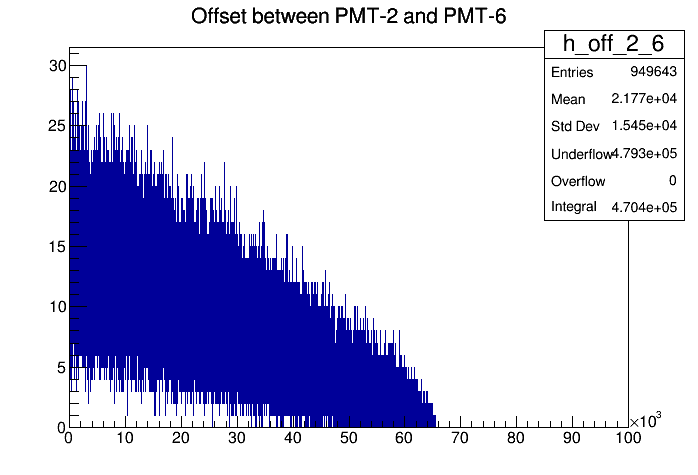 Offset between PMT-2 and PMT-6
h_off_2_6
Entries 949643
Mean 2.177e+04
Std Dev 1.545e+04
Underflow 4.793e+05
Overflow 0
Integral 4.704e+05
30
25
20
15
10
5
0
0 10 20 30 40 50 60 70 80 90 100
×10³